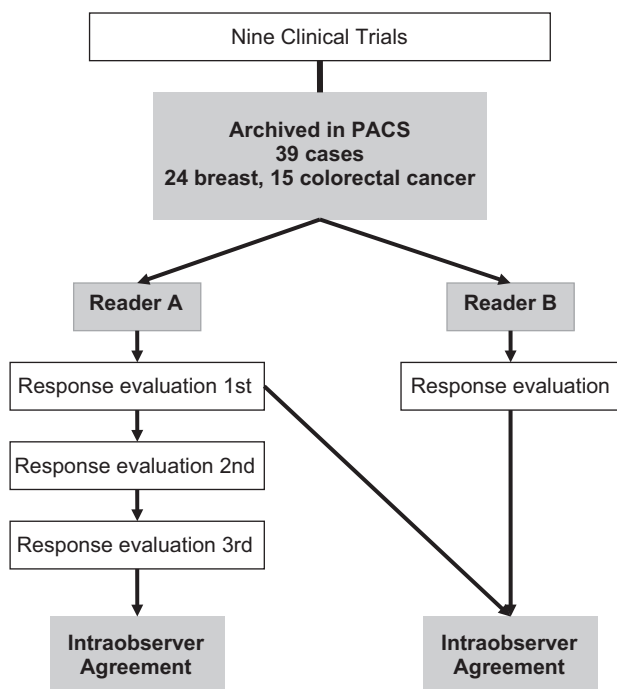 Nine Clinical Trials
Archived in PACS
39 cases
24 breast, 15 colorectal cancer
Reader A
Reader B
Response evaluation 1st
Response evaluation
Response evaluation 2nd
Response evaluation 3rd
Intraobserver
Agreement
Intraobserver
Agreement